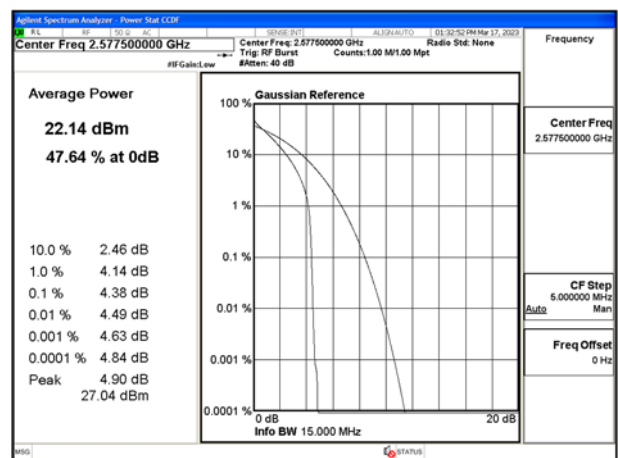 Agilent Spectrum Analyzer - Power Stat CCDF
RL RF 50 Ω AC SENSE:INT ALIGNAUTO 01:32:52 PM Mar 17, 2023
Center Freq 2.577500000 GHz
Center Freq: 2.577500000 GHz Radio Std: None
Trig: RF Burst Counts:1.00 M/1.00 Mpt
#IFGain:Low #Atten: 40 dB
Frequency
Average Power
22.14 dBm
47.64 % at 0dB
10.0 % 2.46 dB
1.0 % 4.14 dB
0.1 % 4.38 dB
0.01 % 4.49 dB
0.001 % 4.63 dB
0.0001 % 4.84 dB
Peak 4.90 dB
27.04 dBm
Gaussian Reference
100 %
10 %
1 %
0.1 %
0.01 %
0.001 %
0.0001 %
0 dB 20 dB
Info BW 15.000 MHz
Center Freq
2.577500000 GHz
CF Step
5.000000 MHz
Auto Man
Freq Offset
0 Hz
MSG STATUS